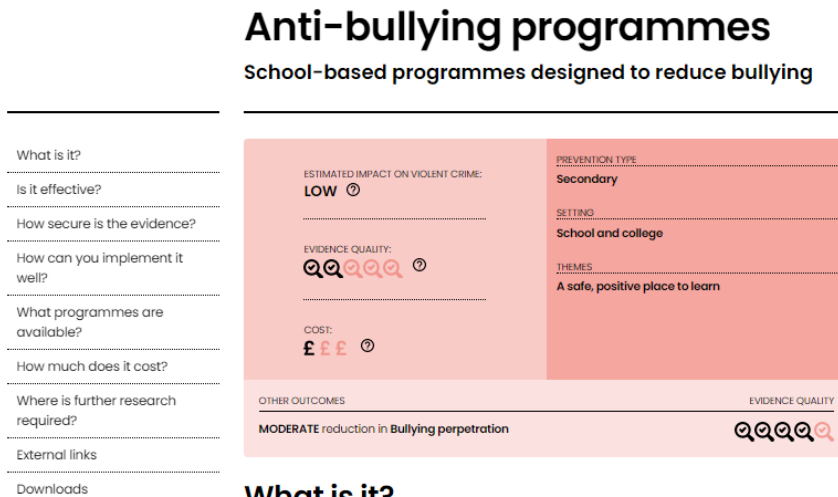 Anti-bullying programmes
School-based programmes designed to reduce bullying
What is it?
Is it effective?
How secure is the evidence?
How can you implement it
well?
What programmes are
available?
How much does it cost?
Where is further research
required?
External links
Downloads
ESTIMATED IMPACT ON VIOLENT CRIME:
LOW ?
EVIDENCE QUALITY:
?
COST:
£ £ £ ?
PREVENTION TYPE
Secondary
SETTING
School and college
THEMES
A safe, positive place to learn
OTHER OUTCOMES
EVIDENCE QUALITY
MODERATE reduction in Bullying perpetration
What is it?